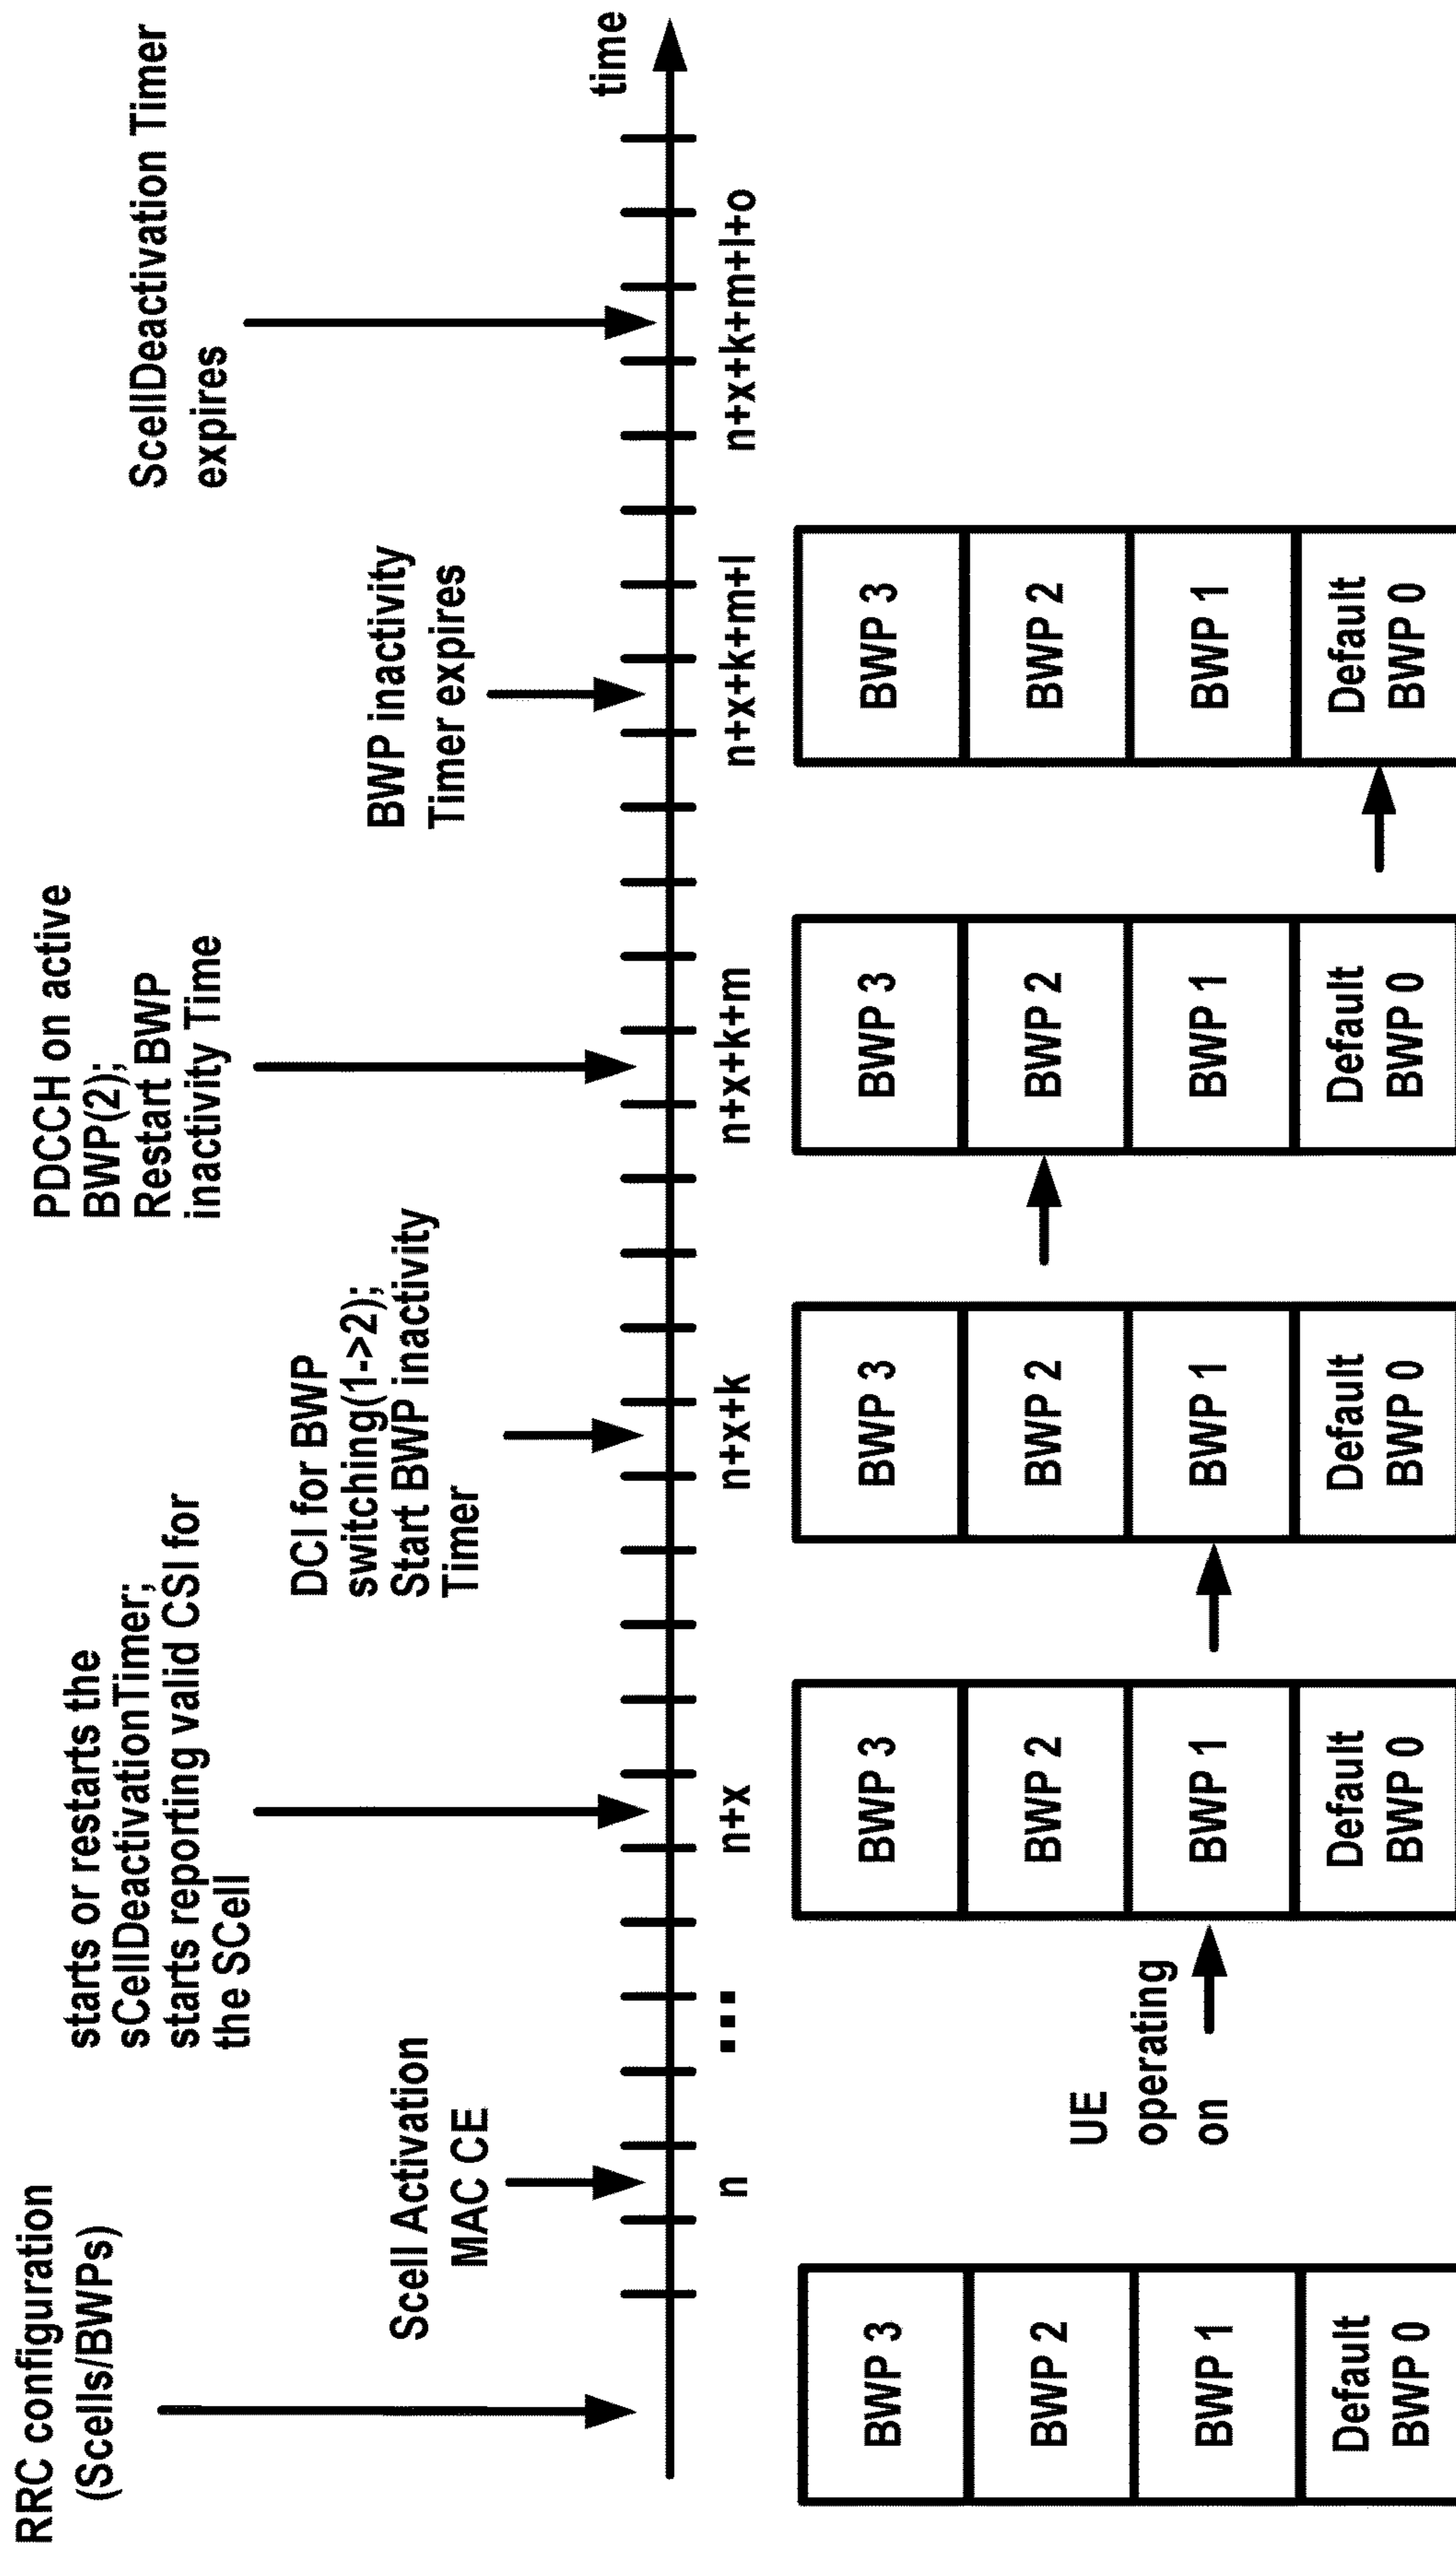 RRC configuration
(Scells/BWPs)
Scell Activation
MAC CE
starts or restarts the
sCellDeactivationTimer;
starts reporting valid CSI for
the SCell
DCI for BWP
switching(1->2);
Start BWP inactivity
Timer
PDCCH on active
BWP(2);
Restart BWP
inactivity Time
BWP inactivity
Timer expires
ScellDeactivation Timer
expires
time
n
...
n+x
n+x+k
n+x+k+m
n+x+k+m+l
n+x+k+m+l+o
BWP 3
BWP 2
BWP 1
Default
BWP 0
UE
operating
on
BWP 3
BWP 2
BWP 1
Default
BWP 0
BWP 3
BWP 2
BWP 1
Default
BWP 0
BWP 3
BWP 2
BWP 1
Default
BWP 0
BWP 3
BWP 2
BWP 1
Default
BWP 0